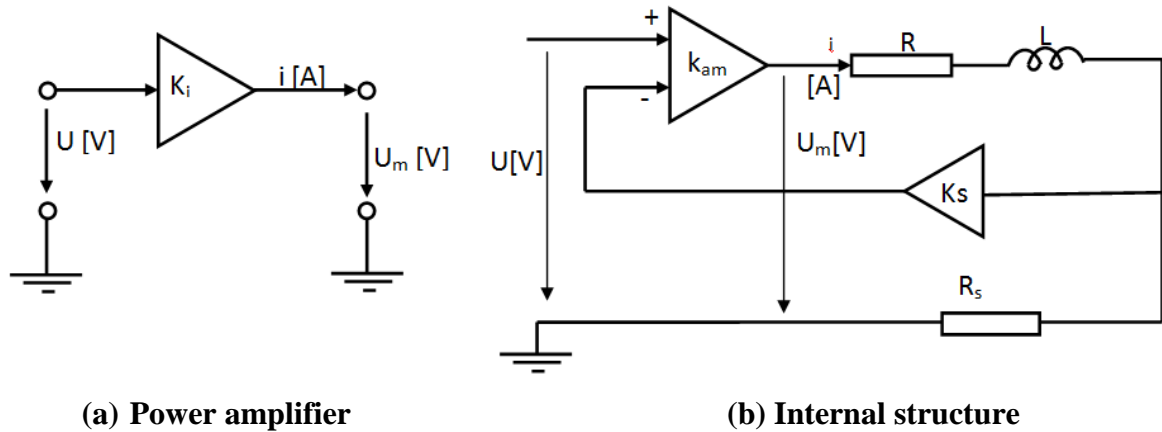 Kᵢ
i [A]
U [V]
Uₘ [V]
(a) Power amplifier
+
-
kₐₘ
i
[A]
R
L
U[V]
Uₘ[V]
Ks
Rₛ
(b) Internal structure